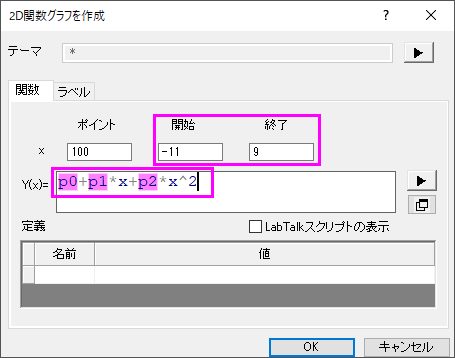 2D関数グラフを作成 ? ×
テーマ *
関数 ラベル
ポイント 開始 終了
x 100 -11 9
Y(x)= p0+p1*x+p2*x^2
定義 LabTalkスクリプトの表示
名前 値
OK キャンセル